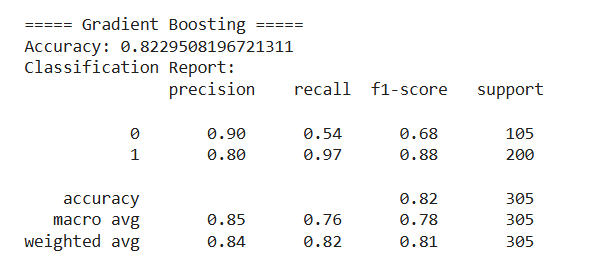 ===== Gradient Boosting =====
Accuracy: 0.8229508196721311
Classification Report:
precision recall f1-score support
0 0.90 0.54 0.68 105
1 0.80 0.97 0.88 200
accuracy 0.82 305
macro avg 0.85 0.76 0.78 305
weighted avg 0.84 0.82 0.81 305